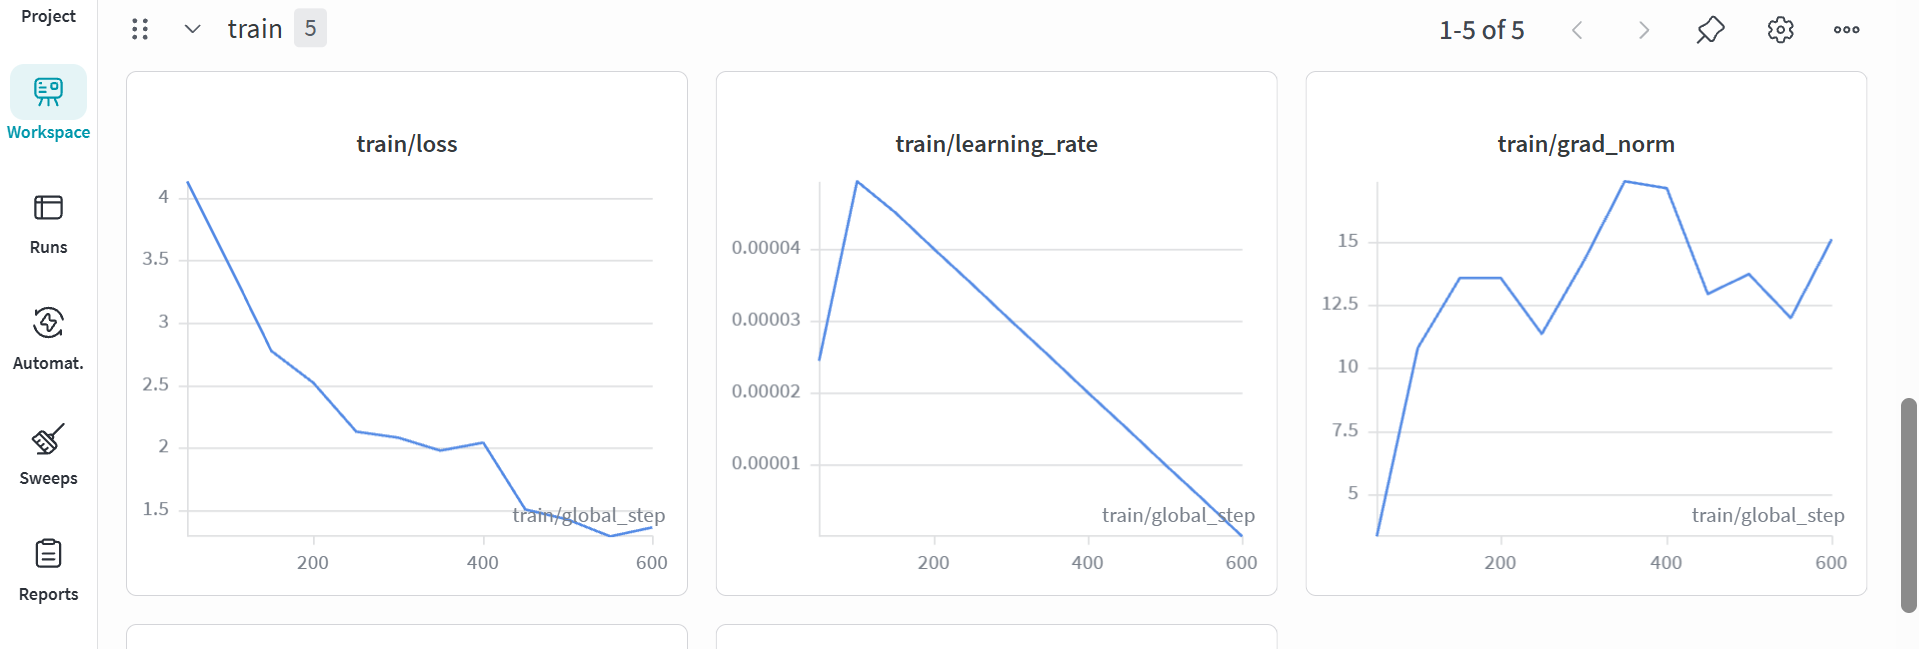 Project
Workspace
Runs
Automat.
Sweeps
Reports
train 5
1-5 of 5
train/loss
4
3.5
3
2.5
2
1.5
train/global_step
200 400 600
train/learning_rate
0.00004
0.00003
0.00002
0.00001
train/global_step
200 400 600
train/grad_norm
15
12.5
10
7.5
5
train/global_step
200 400 600